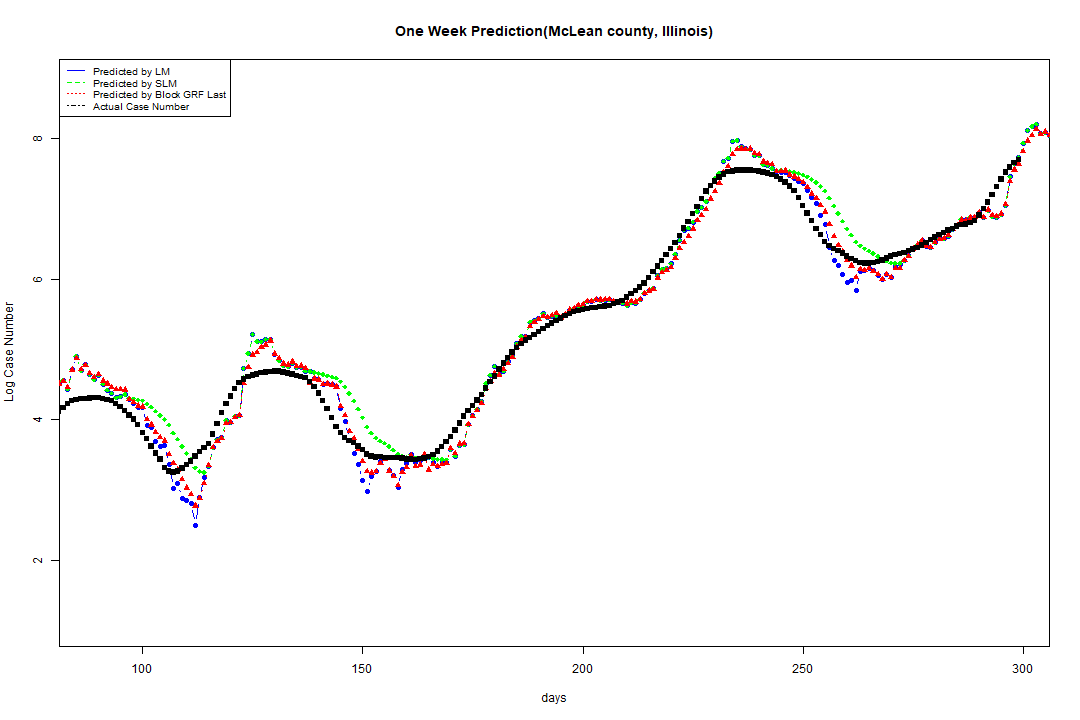 One Week Prediction(McLean county, Illinois)
Predicted by LM
Predicted by SLM
Predicted by Block GRF Last
Actual Case Number
8
6
4
2
Log Case Number
100 150 200 250 300
days